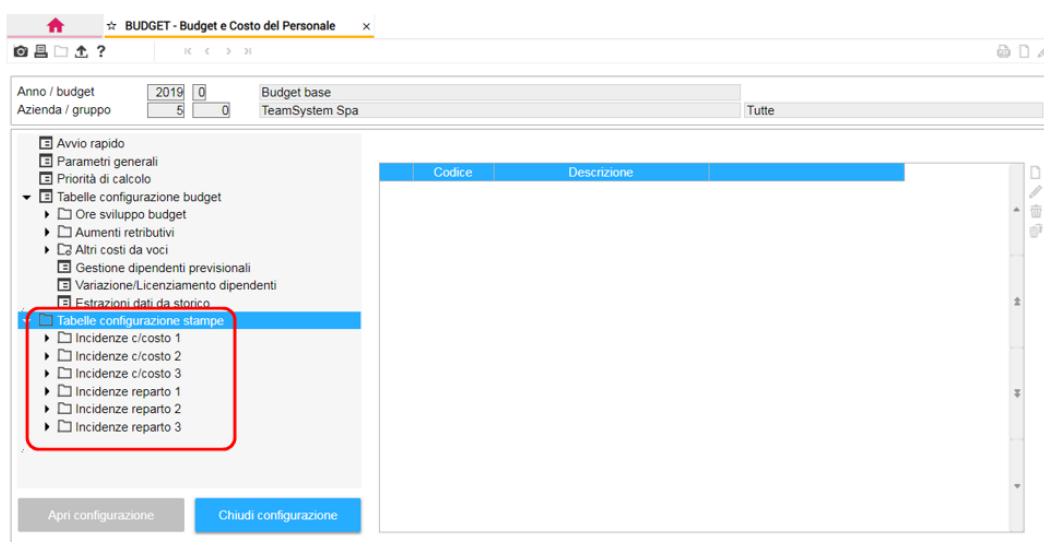 BUDGET - Budget e Costo del Personale
Anno / budget 2019 0 Budget base
Azienda / gruppo 5 0 TeamSystem Spa Tutte
Avvio rapido
Parametri generali
Priorità di calcolo
Tabelle configurazione budget
Ore sviluppo budget
Aumenti retributivi
Altri costi da voci
Gestione dipendenti previsionali
Variazione/Licenziamento dipendenti
Estrazioni dati da storico
Tabelle configurazione stampe
Incidenze c/costo 1
Incidenze c/costo 2
Incidenze c/costo 3
Incidenze reparto 1
Incidenze reparto 2
Incidenze reparto 3
Codice Descrizione
Apri configurazione Chiudi configurazione